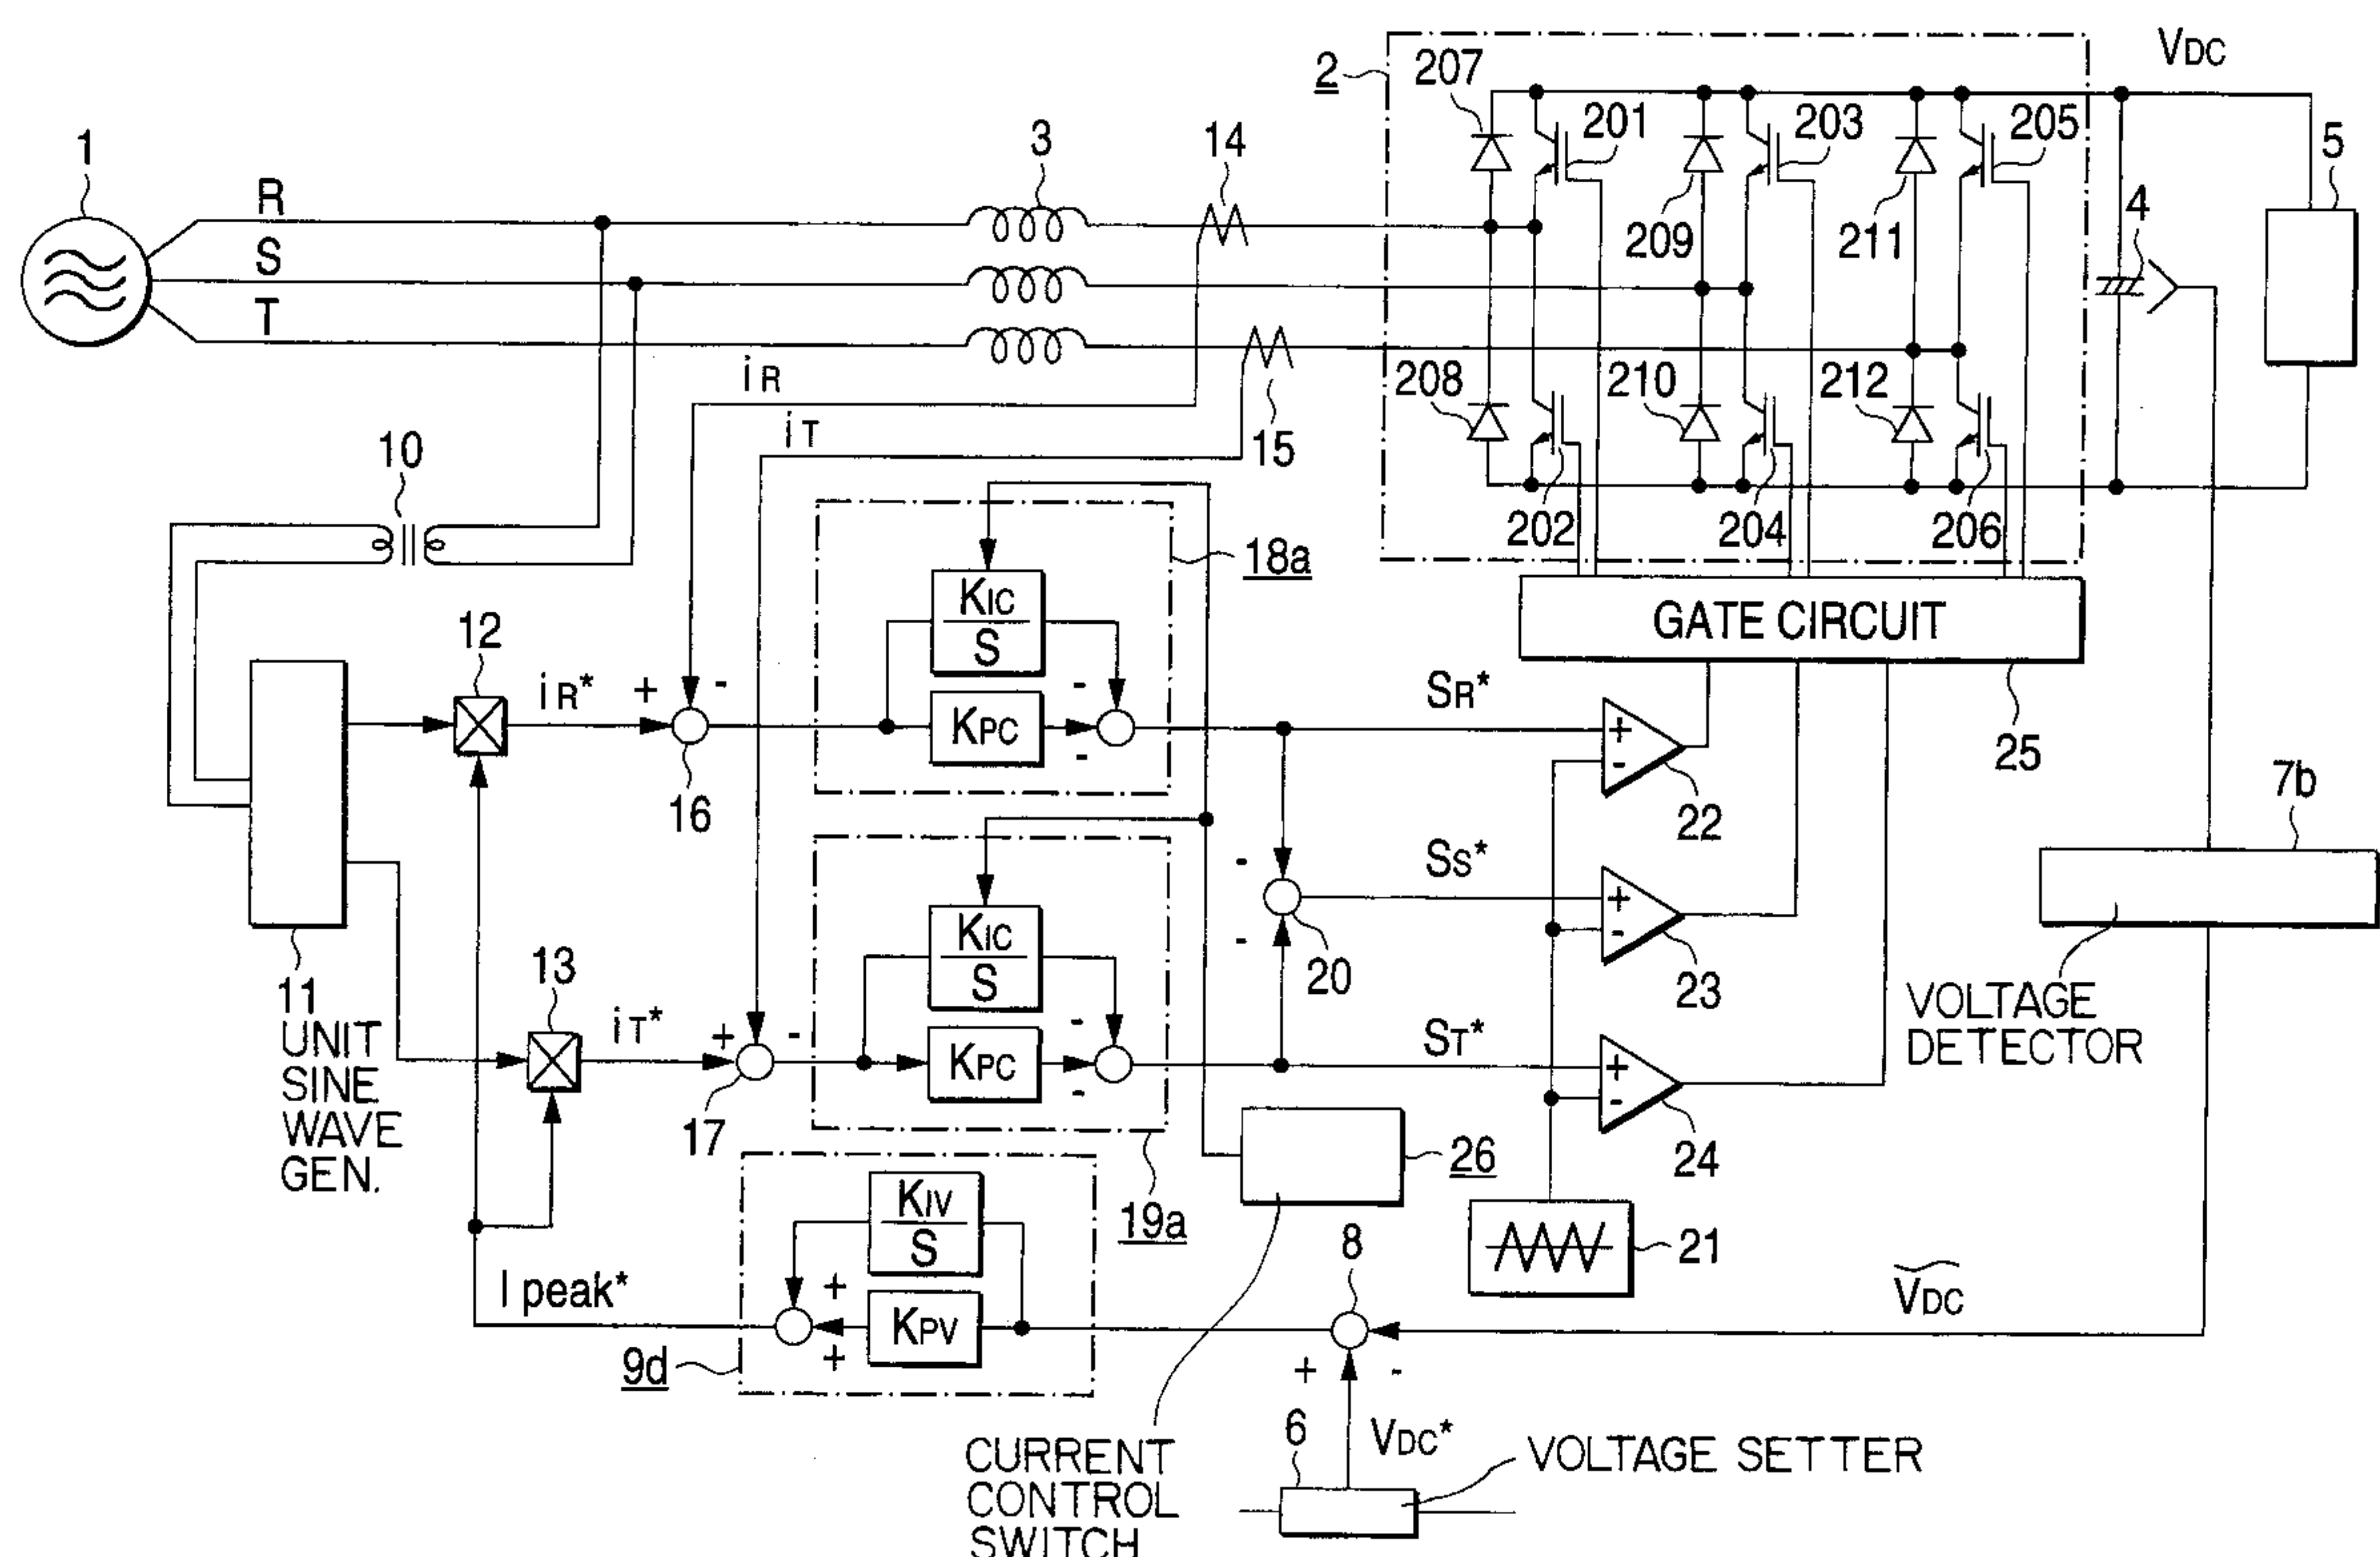 VDC
2
207
201
203
205
1
3
14
5
R
4
209
211
S
T
iR
208
210
212
iT
15
10
202
204
206
18a
KIC
S
GATE CIRCUIT
12
iR*
+
-
-
SR*
KPC
+
-
25
16
-
22
7b
-
SS*
+
-
KIC
S
20
-
23
11
UNIT
SINE
WAVE
GEN.
13
VOLTAGE
DETECTOR
iT*
+
-
-
ST*
KPC
+
-
17
-
24
26
KIV
S
19a
8
21
I peak*
+
VDC
KPV
+
9d
+
-
6
VDC*
VOLTAGE SETTER
CURRENT
CONTROL
SWITCH